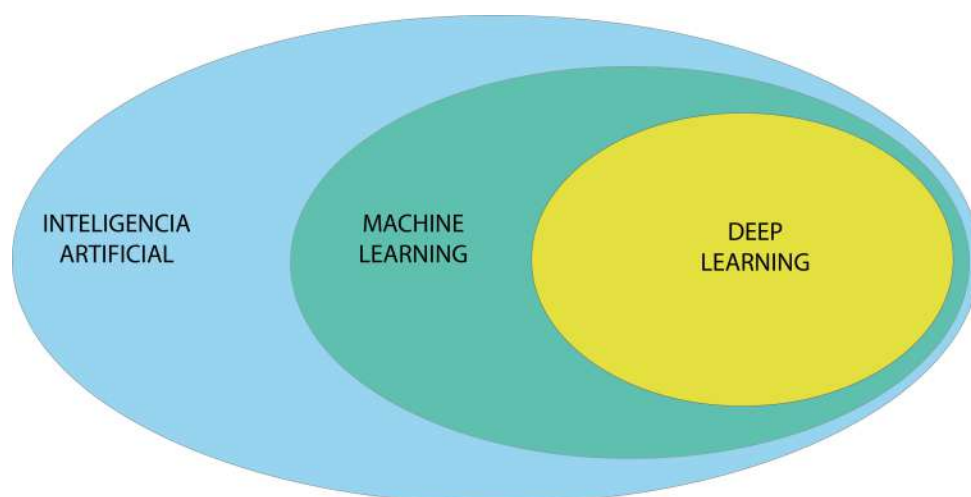 INTELIGENCIA
ARTIFICIAL
MACHINE
LEARNING
DEEP
LEARNING